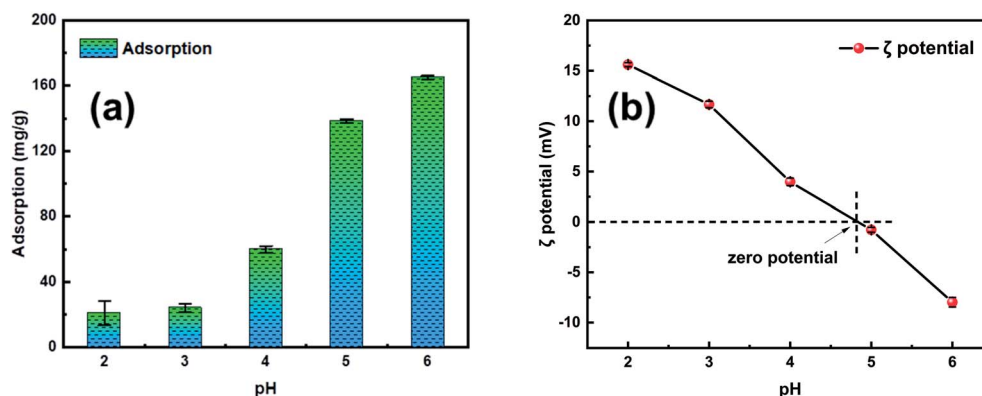 200
160
120
80
40
0
Adsorption (mg/g)
Adsorption
(a)
2 3 4 5 6
pH
20
15
10
5
0
-5
-10
ζ potential (mV)
ζ potential
(b)
zero potential
2 3 4 5 6
pH